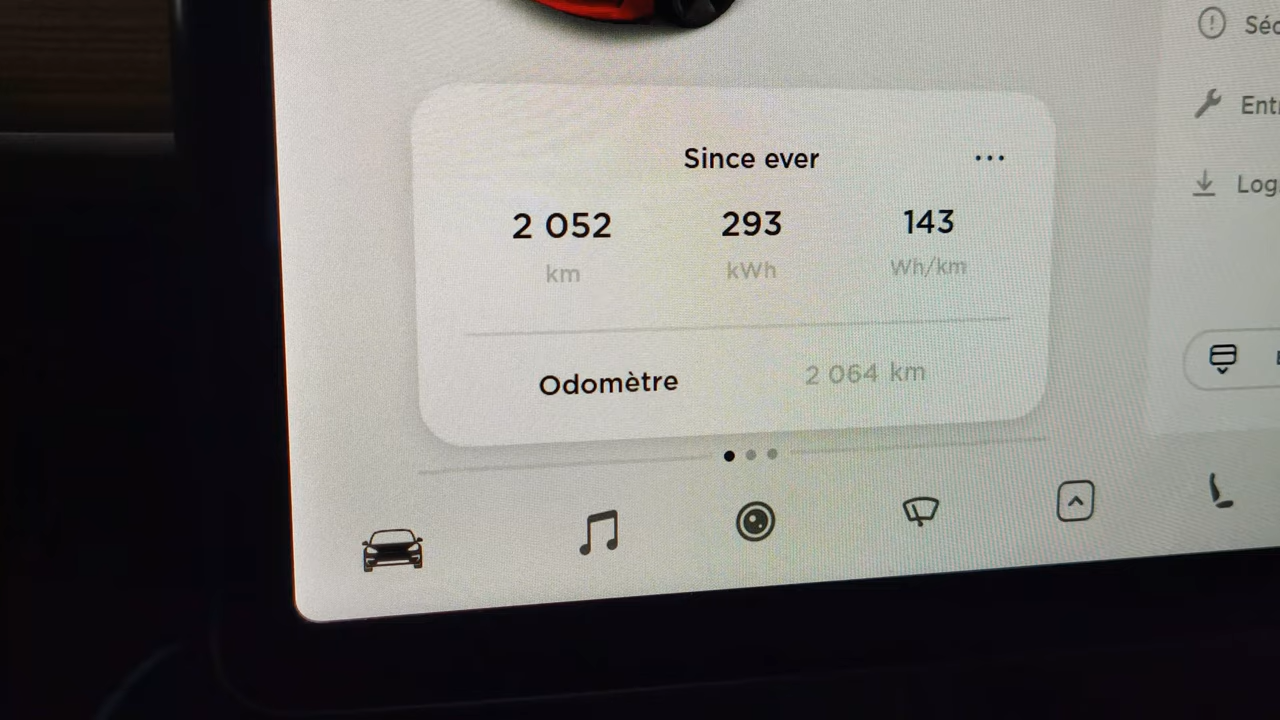 Since ever
2 052 293 143
km kWh Wh/km
Odomètre 2 064 km